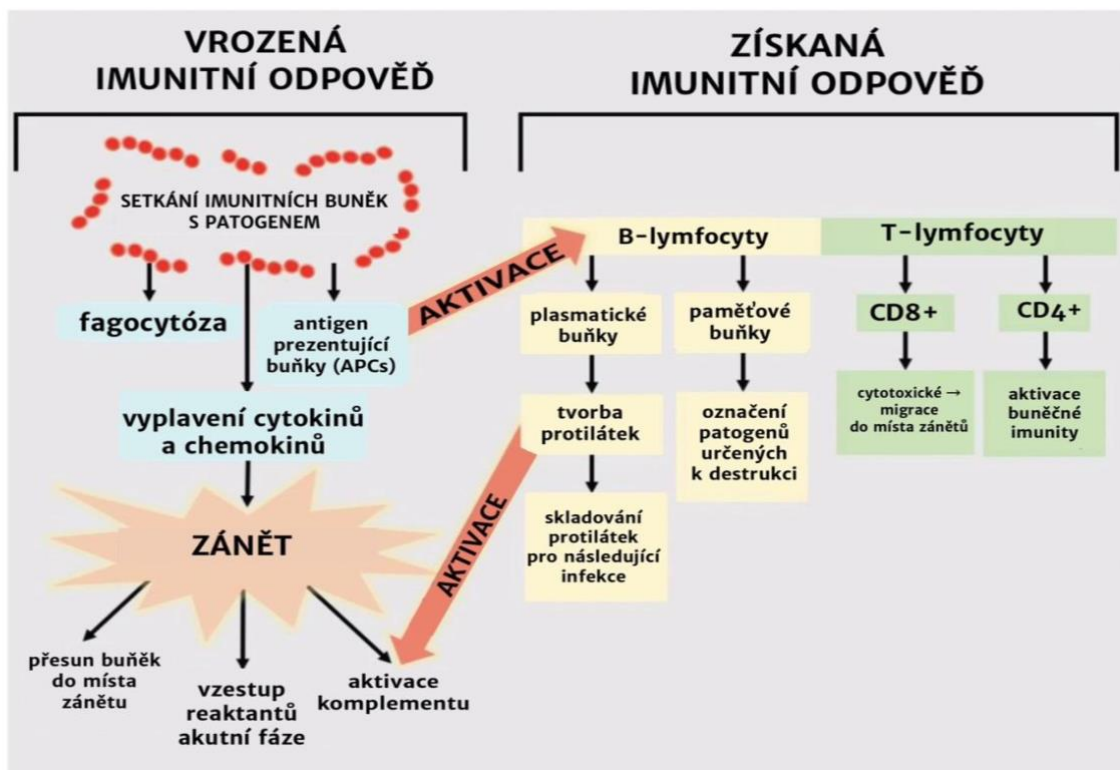 VROZENÁ
IMUNITNÍ ODPOVĚĎ
SETKÁNÍ IMUNITNÍCH BUNĚK
S PATOGENEM
fagocytóza
antigen
prezentující
buňky (APCs)
vyplavení cytokinů
a chemokinů
ZÁNĚT
přesun buněk
do místa
zánětu
vzestup
reaktantů
akutní fáze
aktivace
komplementu
AKTIVACE
AKTIVACE
ZÍSKANÁ
IMUNITNÍ ODPOVĚĎ
B-lymfocyty
plasmatické
buňky
tvorba
protilátek
skladování
protilátek
pro následující
infekce
paměťové
buňky
označení
patogenů
určených
k destrukci
T-lymfocyty
CD8+
cytotoxické →
migrace
do místa zánětů
CD4+
aktivace
buněčné
imunity